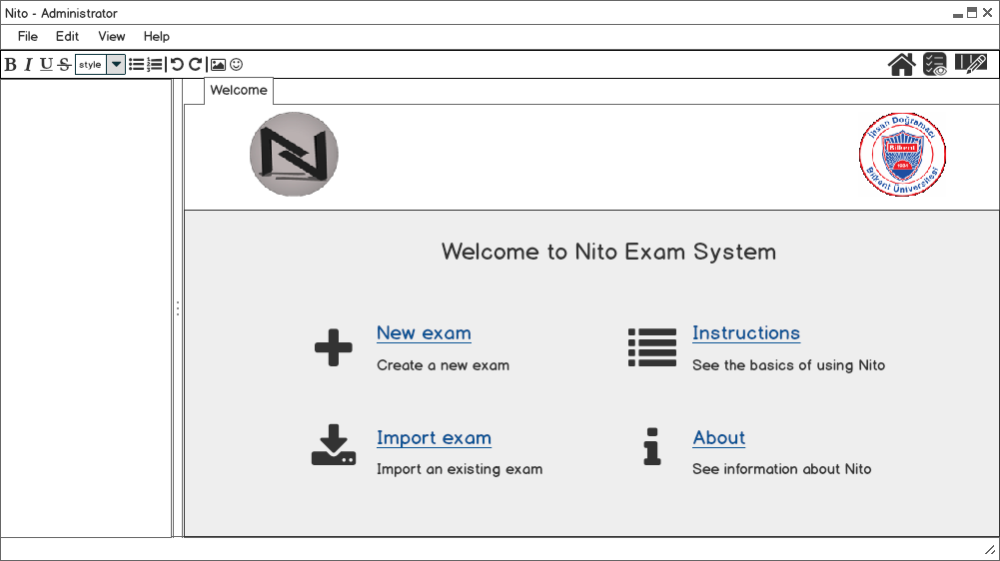 Nito - Administrator
File Edit View Help
B I U S style
Welcome
İhsan Doğramacı
Bilkent
1984
Bilkent Üniversitesi
Welcome to Nito Exam System
New exam
Create a new exam
Instructions
See the basics of using Nito
Import exam
Import an existing exam
About
See information about Nito